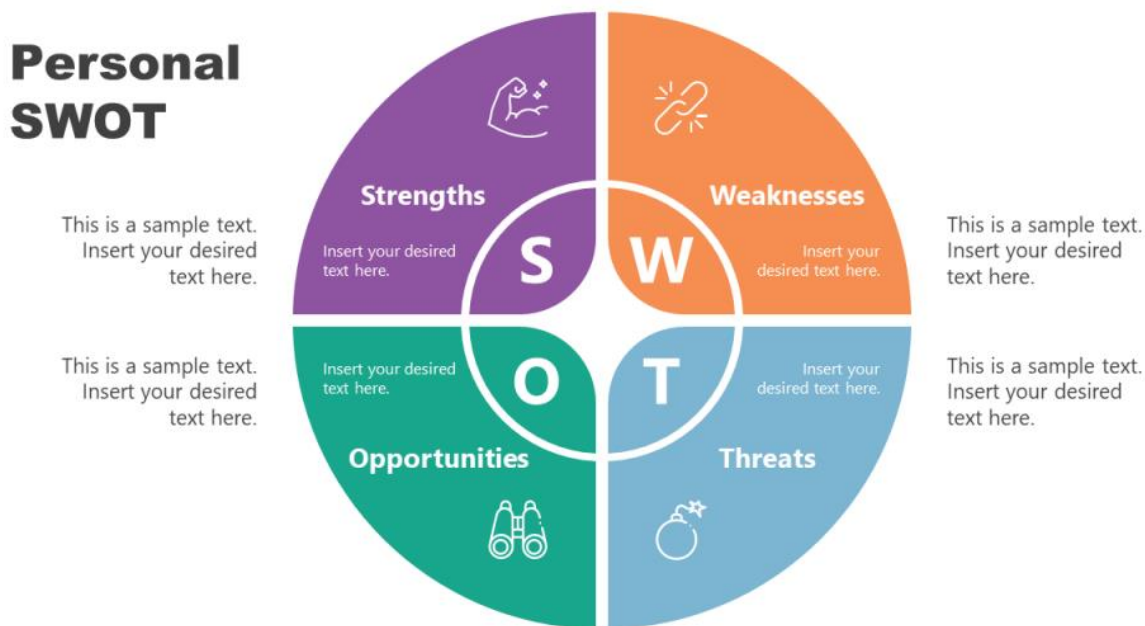 Personal
SWOT
Strengths
Weaknesses
This is a sample text.
Insert your desired
text here.
Insert your desired
text here.
S
W
Insert your
desired text here.
This is a sample text.
Insert your desired
text here.
This is a sample text.
Insert your desired
text here.
Insert your desired
text here.
O
T
Insert your
desired text here.
This is a sample text.
Insert your desired
text here.
Opportunities
Threats